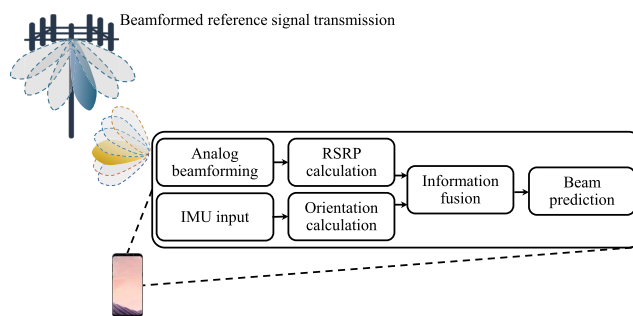 Beamformed reference signal transmission
Analog
beamforming
RSRP
calculation
IMU input
Orientation
calculation
Information
fusion
Beam
prediction